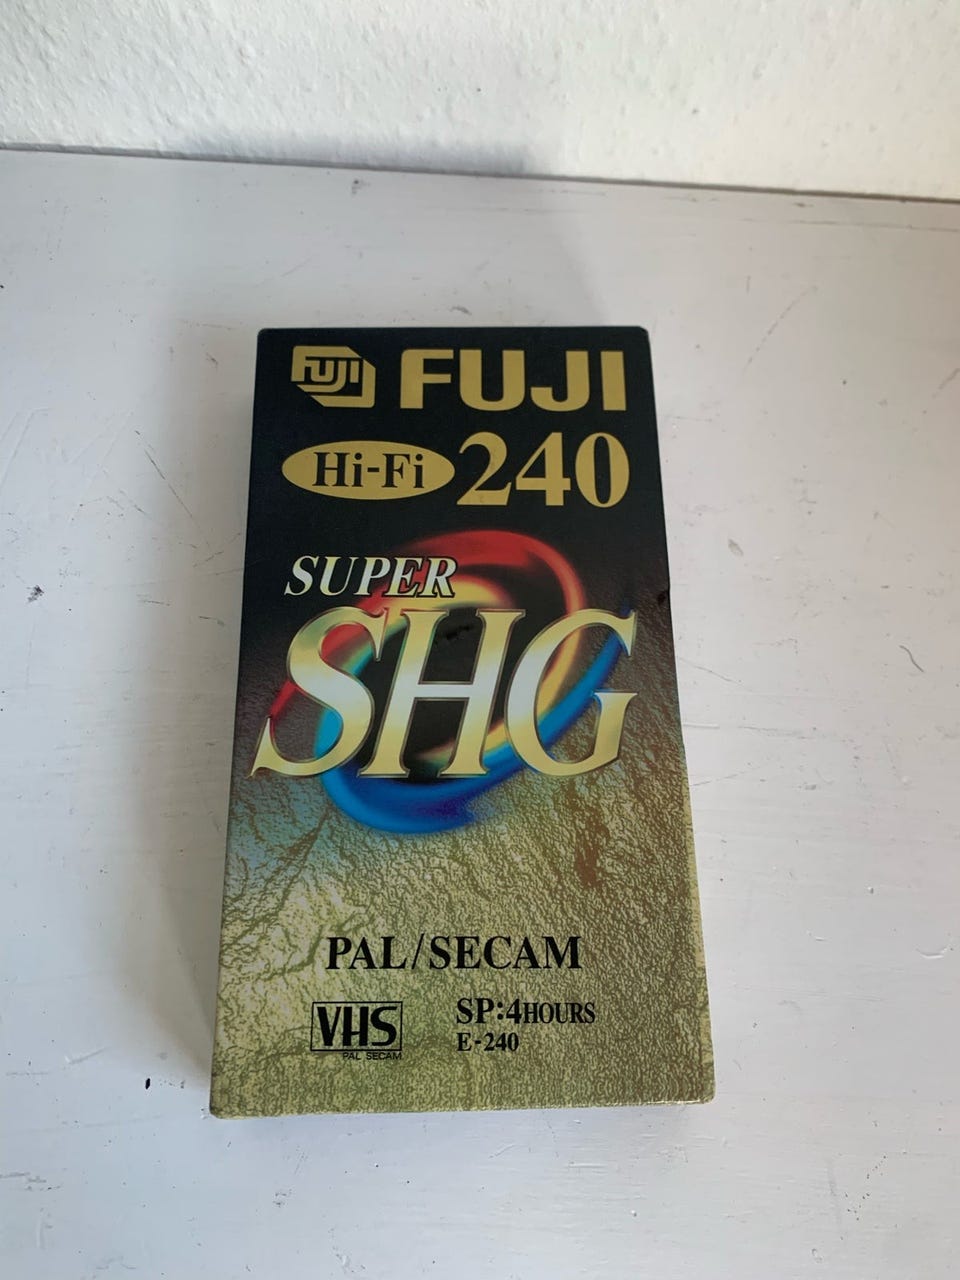 FUJI FUJI
Hi-Fi 240
SUPER
SHG
PAL/SECAM
VHS SP:4HOURS
PAL SECAM E-240